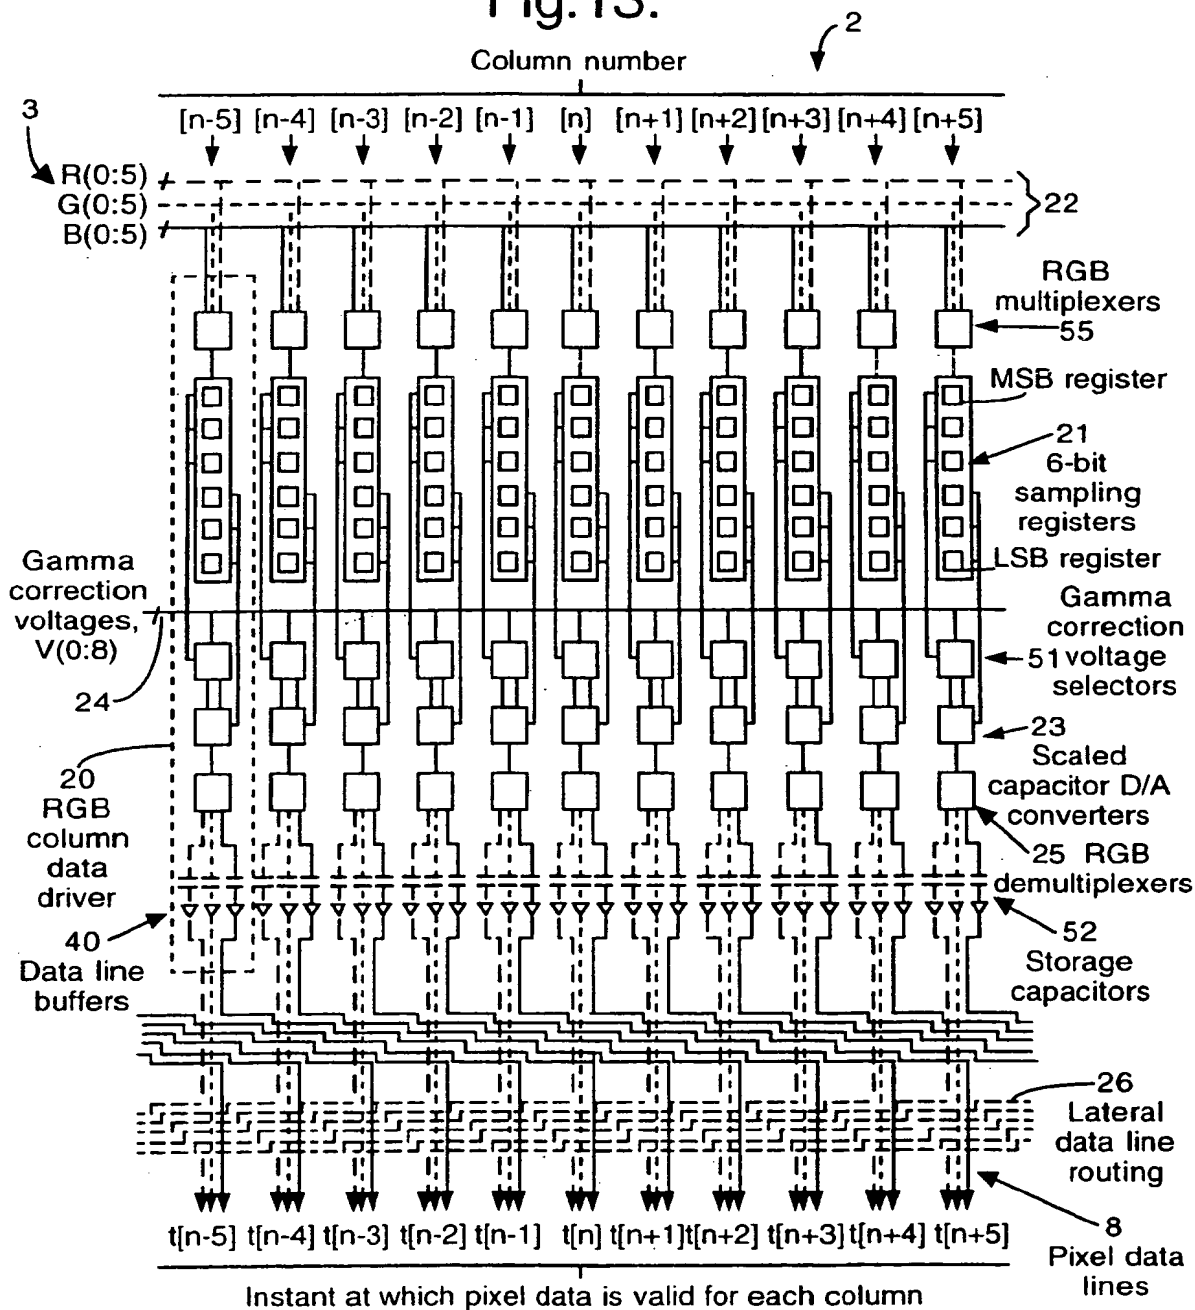 Fig.13.
2
Column number
3
[n-5] [n-4] [n-3] [n-2] [n-1] [n] [n+1] [n+2] [n+3] [n+4] [n+5]
R(0:5)
G(0:5)
B(0:5)
22
RGB
multiplexers
55
MSB register
21
6-bit
sampling
registers
LSB register
Gamma
correction
voltages,
V(0:8)
24
Gamma
correction
51 voltage
selectors
23
Scaled
capacitor D/A
converters
20
RGB
column
data
driver
25 RGB
demultiplexers
40
Data line
buffers
52
Storage
capacitors
26
Lateral
data line
routing
t[n-5] t[n-4] t[n-3] t[n-2] t[n-1] t[n] t[n+1] t[n+2] t[n+3] t[n+4] t[n+5]
8
Pixel data
lines
Instant at which pixel data is valid for each column